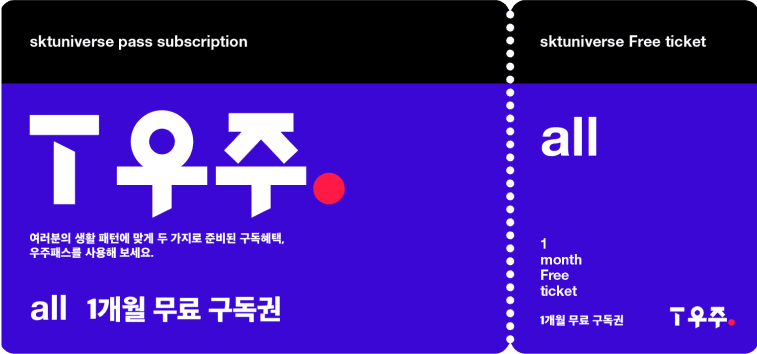 sktuniverse pass subscription
T 우주.
여러분의 생활 패턴에 맞게 두 가지로 준비된 구독혜택,
우주패스를 사용해 보세요.
all 1개월 무료 구독권
sktuniverse Free ticket
all
1
month
Free
ticket
1개월 무료 구독권
T 우주.